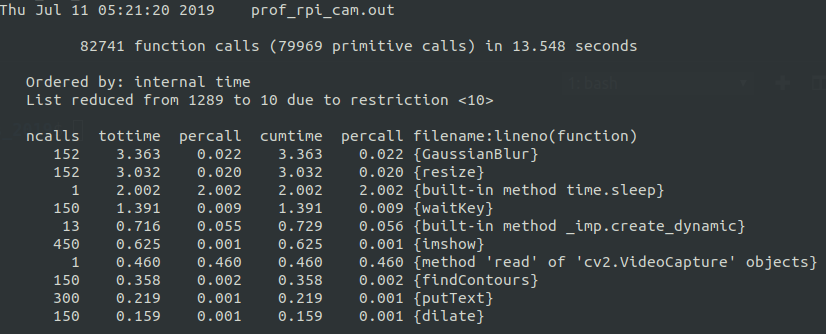 Thu Jul 11 05:21:20 2019    prof_rpi_cam.out
82741 function calls (79969 primitive calls) in 13.548 seconds
Ordered by: internal time
List reduced from 1289 to 10 due to restriction <10>
ncalls  tottime  percall  cumtime  percall filename:lineno(function)
152    3.363    0.022    3.363    0.022 {GaussianBlur}
152    3.032    0.020    3.032    0.020 {resize}
1    2.002    2.002    2.002    2.002 {built-in method time.sleep}
150    1.391    0.009    1.391    0.009 {waitKey}
13    0.716    0.055    0.729    0.056 {built-in method _imp.create_dynamic}
450    0.625    0.001    0.625    0.001 {imshow}
1    0.460    0.460    0.460    0.460 {method 'read' of 'cv2.VideoCapture' objects}
150    0.358    0.002    0.358    0.002 {findContours}
300    0.219    0.001    0.219    0.001 {putText}
150    0.159    0.001    0.159    0.001 {dilate}
1: bash